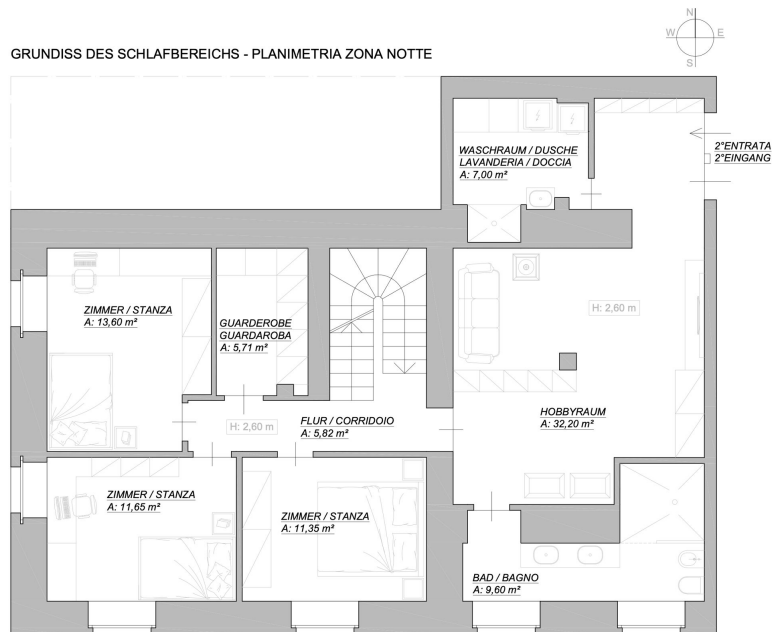 N
W E
S
GRUNDISS DES SCHLAFBEREICHS - PLANIMETRIA ZONA NOTTE
WASCHRAUM / DUSCHE
LAVANDERIA / DOCCIA
A: 7,00 m²
2°ENTRATA
2°EINGANG
ZIMMER / STANZA
A: 13,60 m²
GUARDEROBE
GUARDAROBA
A: 5,71 m²
H: 2,60 m
HOBBYRAUM
A: 32,20 m²
FLUR / CORRIDOIO
A: 5,82 m²
H: 2,60 m
ZIMMER / STANZA
A: 11,65 m²
ZIMMER / STANZA
A: 11,35 m²
BAD / BAGNO
A: 9,60 m²